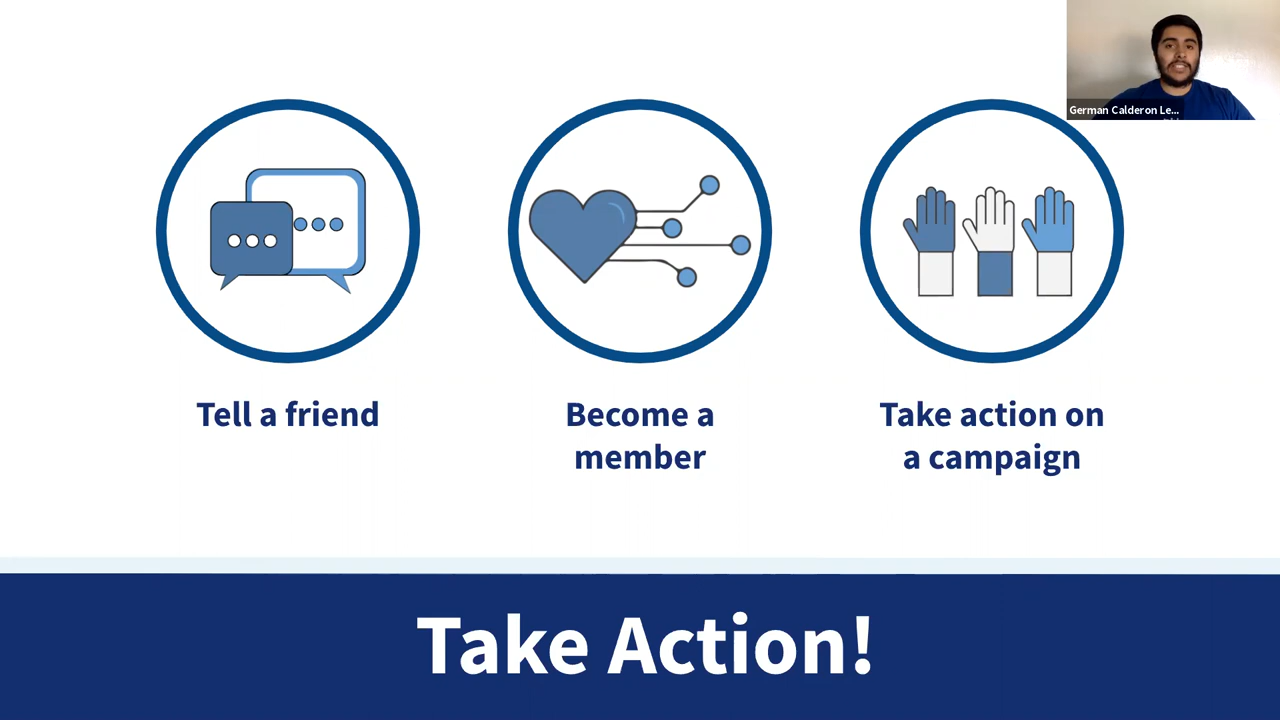 German Calderon Le...
Tell a friend
Become a
member
Take action on
a campaign
Take Action!